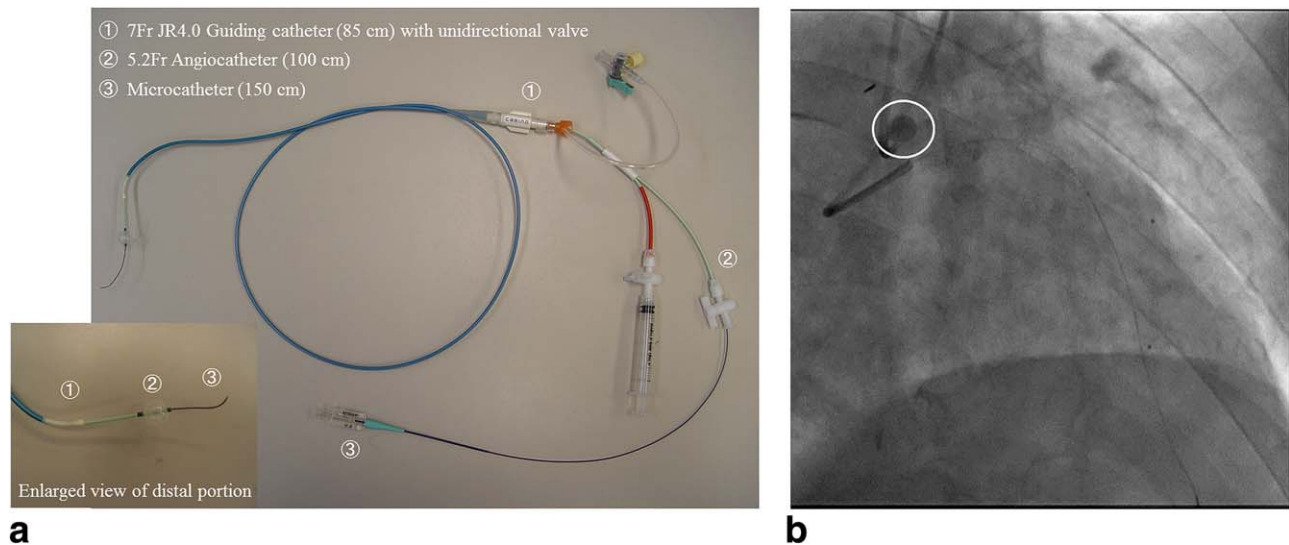 ① 7Fr JR4.0 Guiding catheter (85 cm) with unidirectional valve
② 5.2Fr Angiocatheter (100 cm)
③ Microcatheter (150 cm)
①
②
③
① ② ③
Enlarged view of distal portion
a b